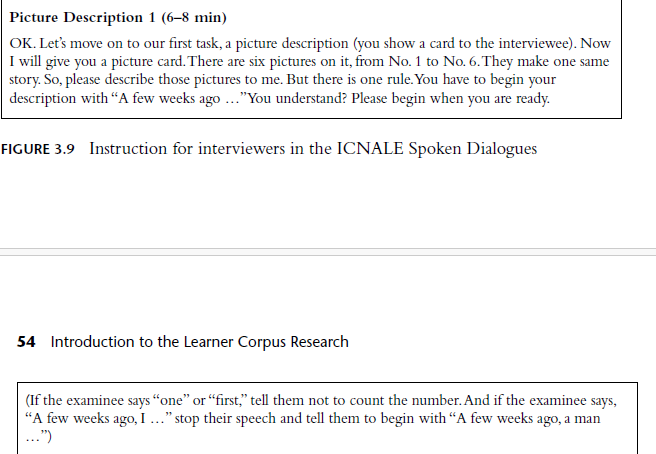 Picture Description 1 (6–8 min)
OK. Let’s move on to our first task, a picture description (you show a card to the interviewee). Now
I will give you a picture card. There are six pictures on it, from No. 1 to No. 6. They make one same
story. So, please describe those pictures to me. But there is one rule. You have to begin your
description with “A few weeks ago …” You understand? Please begin when you are ready.
FIGURE 3.9 Instruction for interviewers in the ICNALE Spoken Dialogues
54 Introduction to the Learner Corpus Research
(If the examinee says “one” or “first,” tell them not to count the number. And if the examinee says,
“A few weeks ago, I …” stop their speech and tell them to begin with “A few weeks ago, a man
…”)